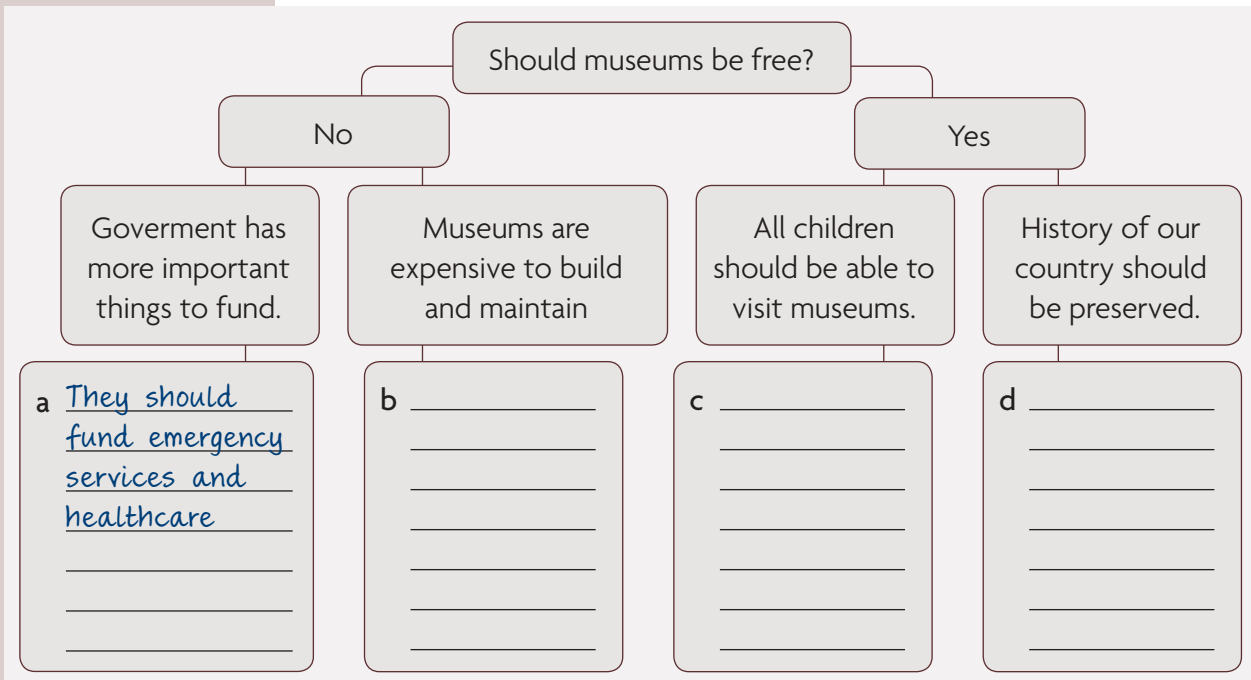 Should museums be free?
No
Yes
Goverment has
more important
things to fund.
Museums are
expensive to build
and maintain
All children
should be able to
visit museums.
History of our
country should
be preserved.
a They should
fund emergency
services and
healthcare
b
c
d